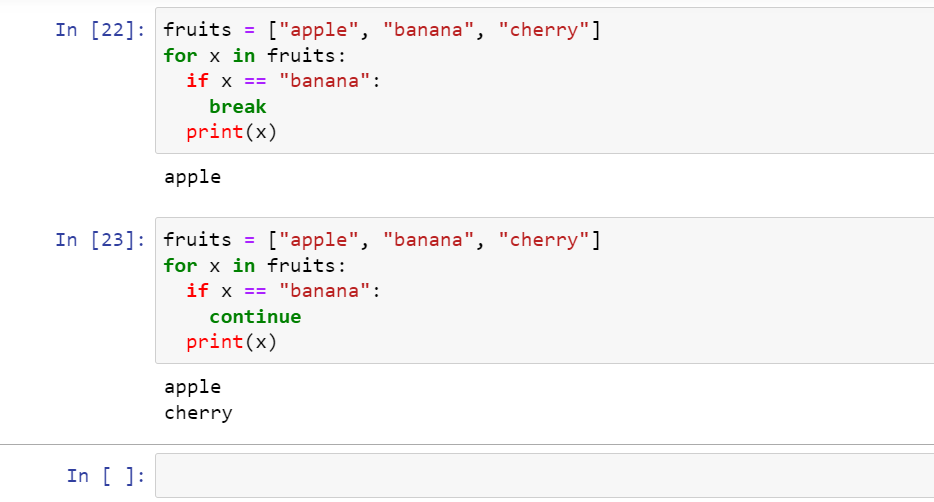 In [22]: fruits = ["apple", "banana", "cherry"]
for x in fruits:
  if x == "banana":
    break
  print(x)
apple
In [23]: fruits = ["apple", "banana", "cherry"]
for x in fruits:
  if x == "banana":
    continue
  print(x)
apple
cherry
In [ ]: